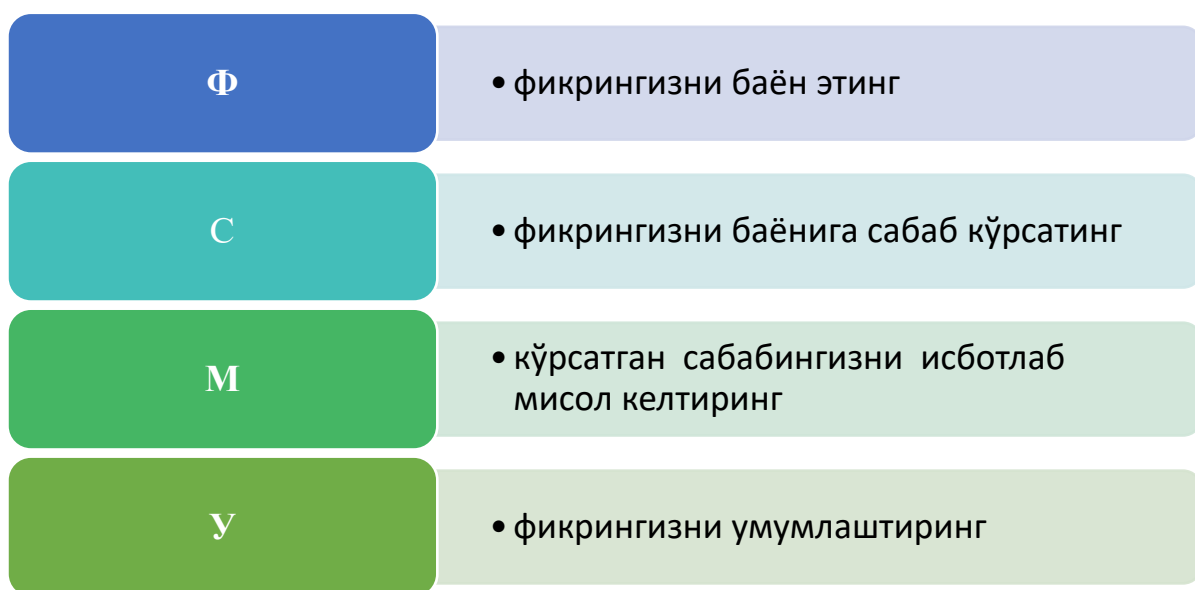 Ф
• фикрингизни баён этинг
С
• фикрингизни баёнига сабаб кўрсатинг
М
• кўрсатган сабабингизни исботлаб
мисол келтиринг
У
• фикрингизни умумлаштиринг